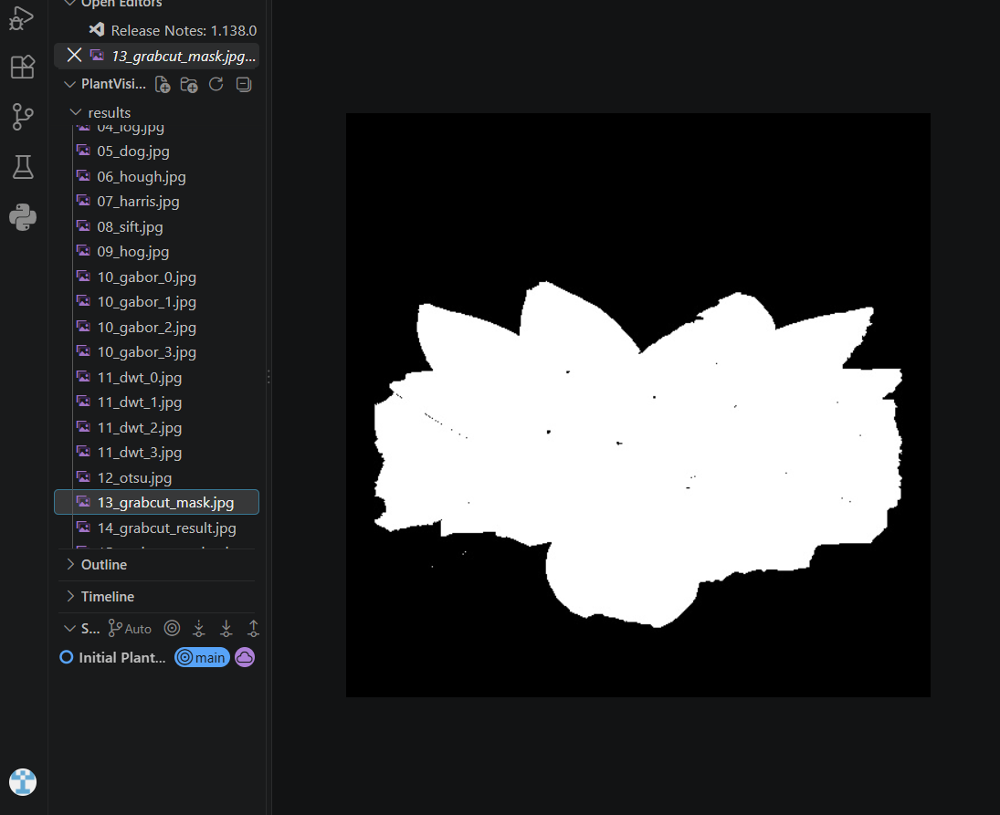 Open Editors
Release Notes: 1.138.0
13_grabcut_mask.jpg...
PlantVisi...
results
04_log.jpg
05_dog.jpg
06_hough.jpg
07_harris.jpg
08_sift.jpg
09_hog.jpg
10_gabor_0.jpg
10_gabor_1.jpg
10_gabor_2.jpg
10_gabor_3.jpg
11_dwt_0.jpg
11_dwt_1.jpg
11_dwt_2.jpg
11_dwt_3.jpg
12_otsu.jpg
13_grabcut_mask.jpg
14_grabcut_result.jpg
Outline
Timeline
S... Auto
Initial Plant... main